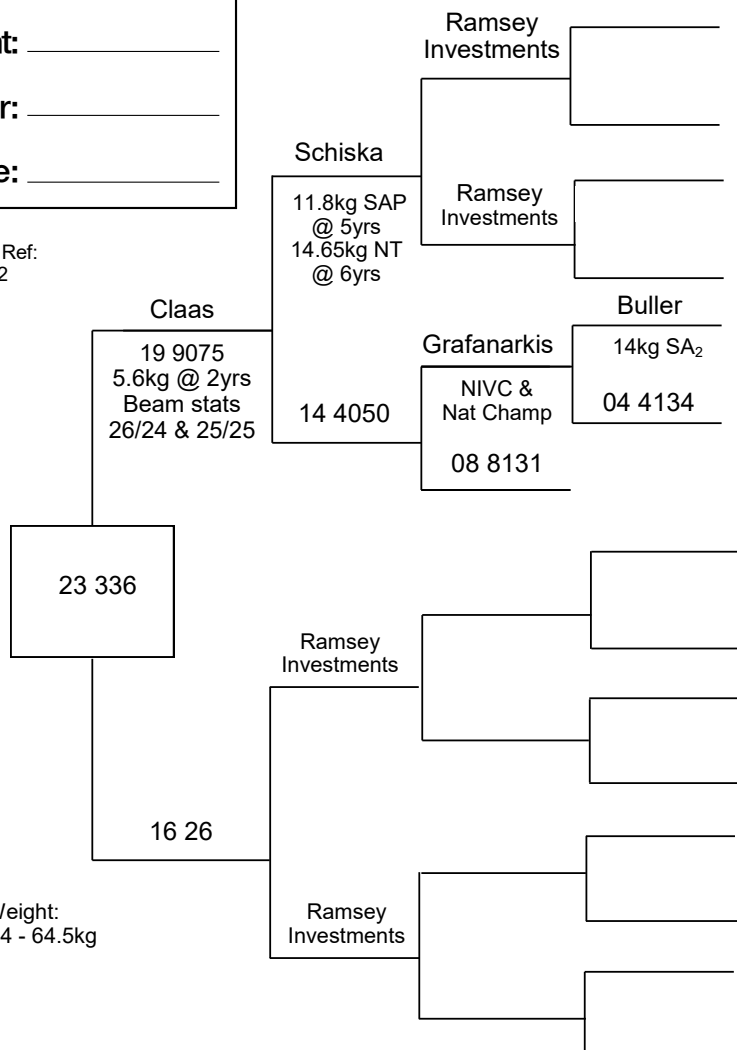 t:
r:
e:
Ref:
2
Ramsey
Investments
Schiska
11.8kg SAP
@ 5yrs
14.65kg NT
@ 6yrs
Ramsey
Investments
Claas
19 9075
5.6kg @ 2yrs
Beam stats
26/24 & 25/25
Buller
14kg SA₂
04 4134
Grafanarkis
NIVC &
Nat Champ
08 8131
14 4050
23 336
Ramsey
Investments
16 26
Ramsey
Investments
Weight:
4 - 64.5kg